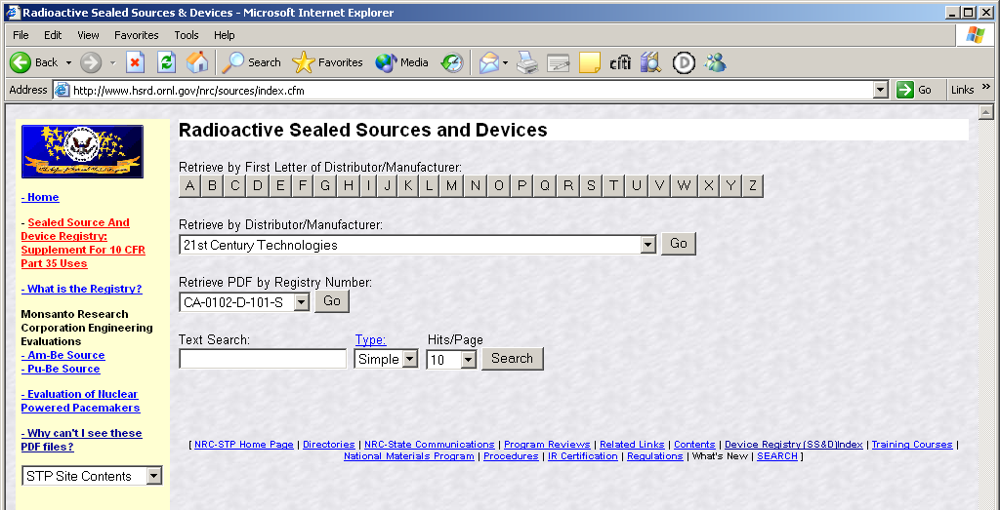 Radioactive Sealed Sources & Devices - Microsoft Internet Explorer
File Edit View Favorites Tools Help
Back Search Favorites Media citi D
Address http://www.hsrd.ornl.gov/nrc/sources/index.cfm Go Links »
Radioactive Sealed Sources and Devices
Retrieve by First Letter of Distributor/Manufacturer:
A B C D E F G H I J K L M N O P Q R S T U V W X Y Z
Retrieve by Distributor/Manufacturer:
21st Century Technologies Go
Retrieve PDF by Registry Number:
CA-0102-D-101-S Go
Text Search: Type: Hits/Page
Simple 10 Search
- Home
- Sealed Source And
Device Registry:
Supplement For 10 CFR
Part 35 Uses
- What is the Registry?
Monsanto Research
Corporation Engineering
Evaluations
- Am-Be Source
- Pu-Be Source
- Evaluation of Nuclear
Powered Pacemakers
- Why can't I see these
PDF files?
STP Site Contents
[ NRC-STP Home Page | Directories | NRC-State Communications | Program Reviews | Related Links | Contents | Device Registry (SS&D)Index | Training Courses |
National Materials Program | Procedures | IR Certification | Regulations | What's New | SEARCH ]